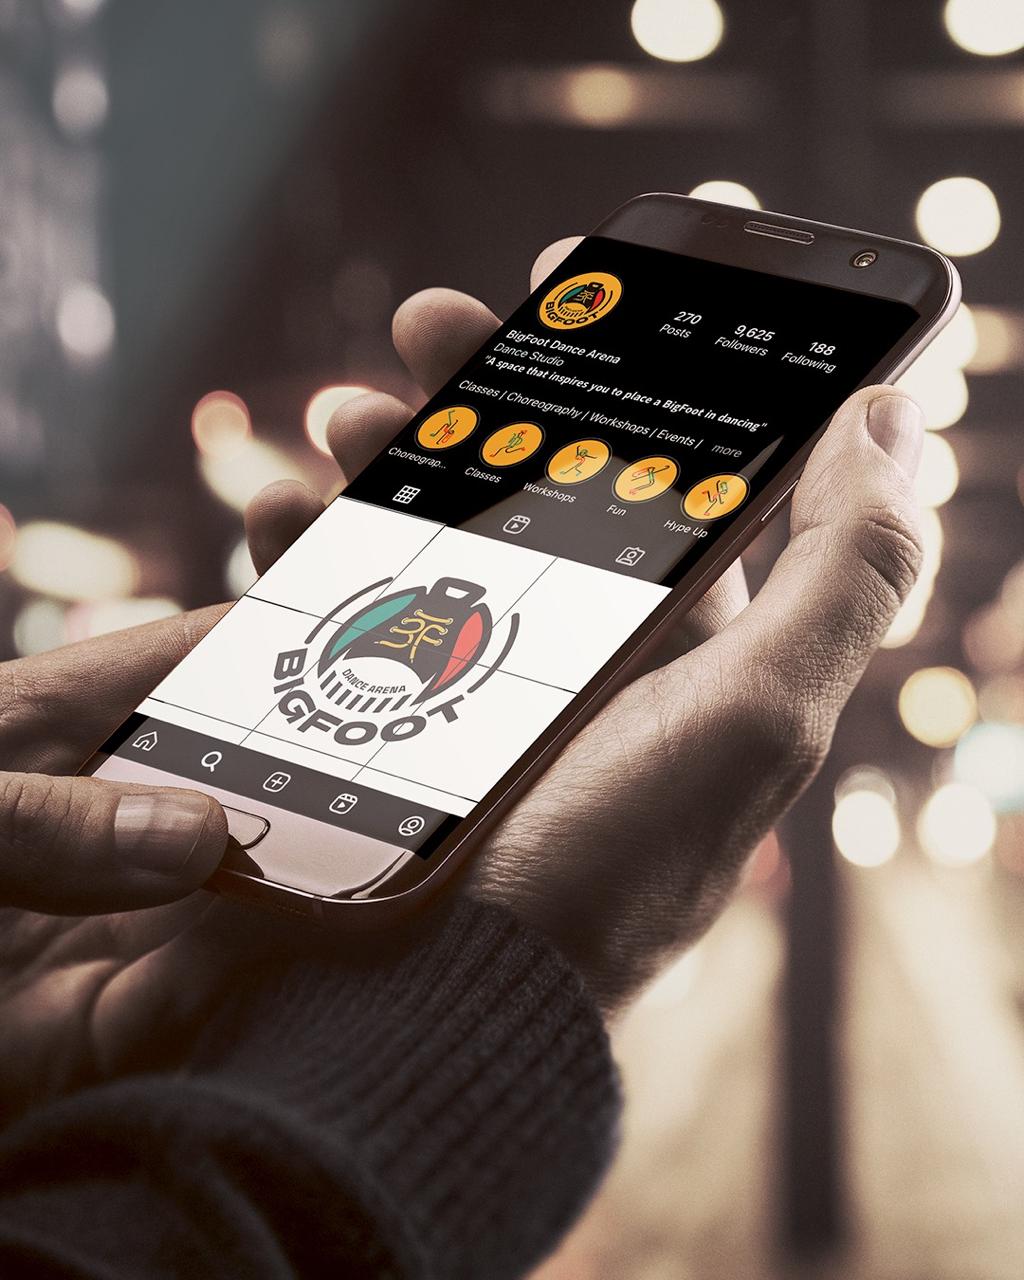 BIGFOOT
270
Posts
9,625
Followers
188
Following
BigFoot Dance Arena
Dance Studio
"A space that inspires you to place a BigFoot in dancing"
Classes | Choreography | Workshops | Events | more
Choreograp...
Classes
Workshops
Fun
Hype Up
DANCE ARENA
BIGFOOT